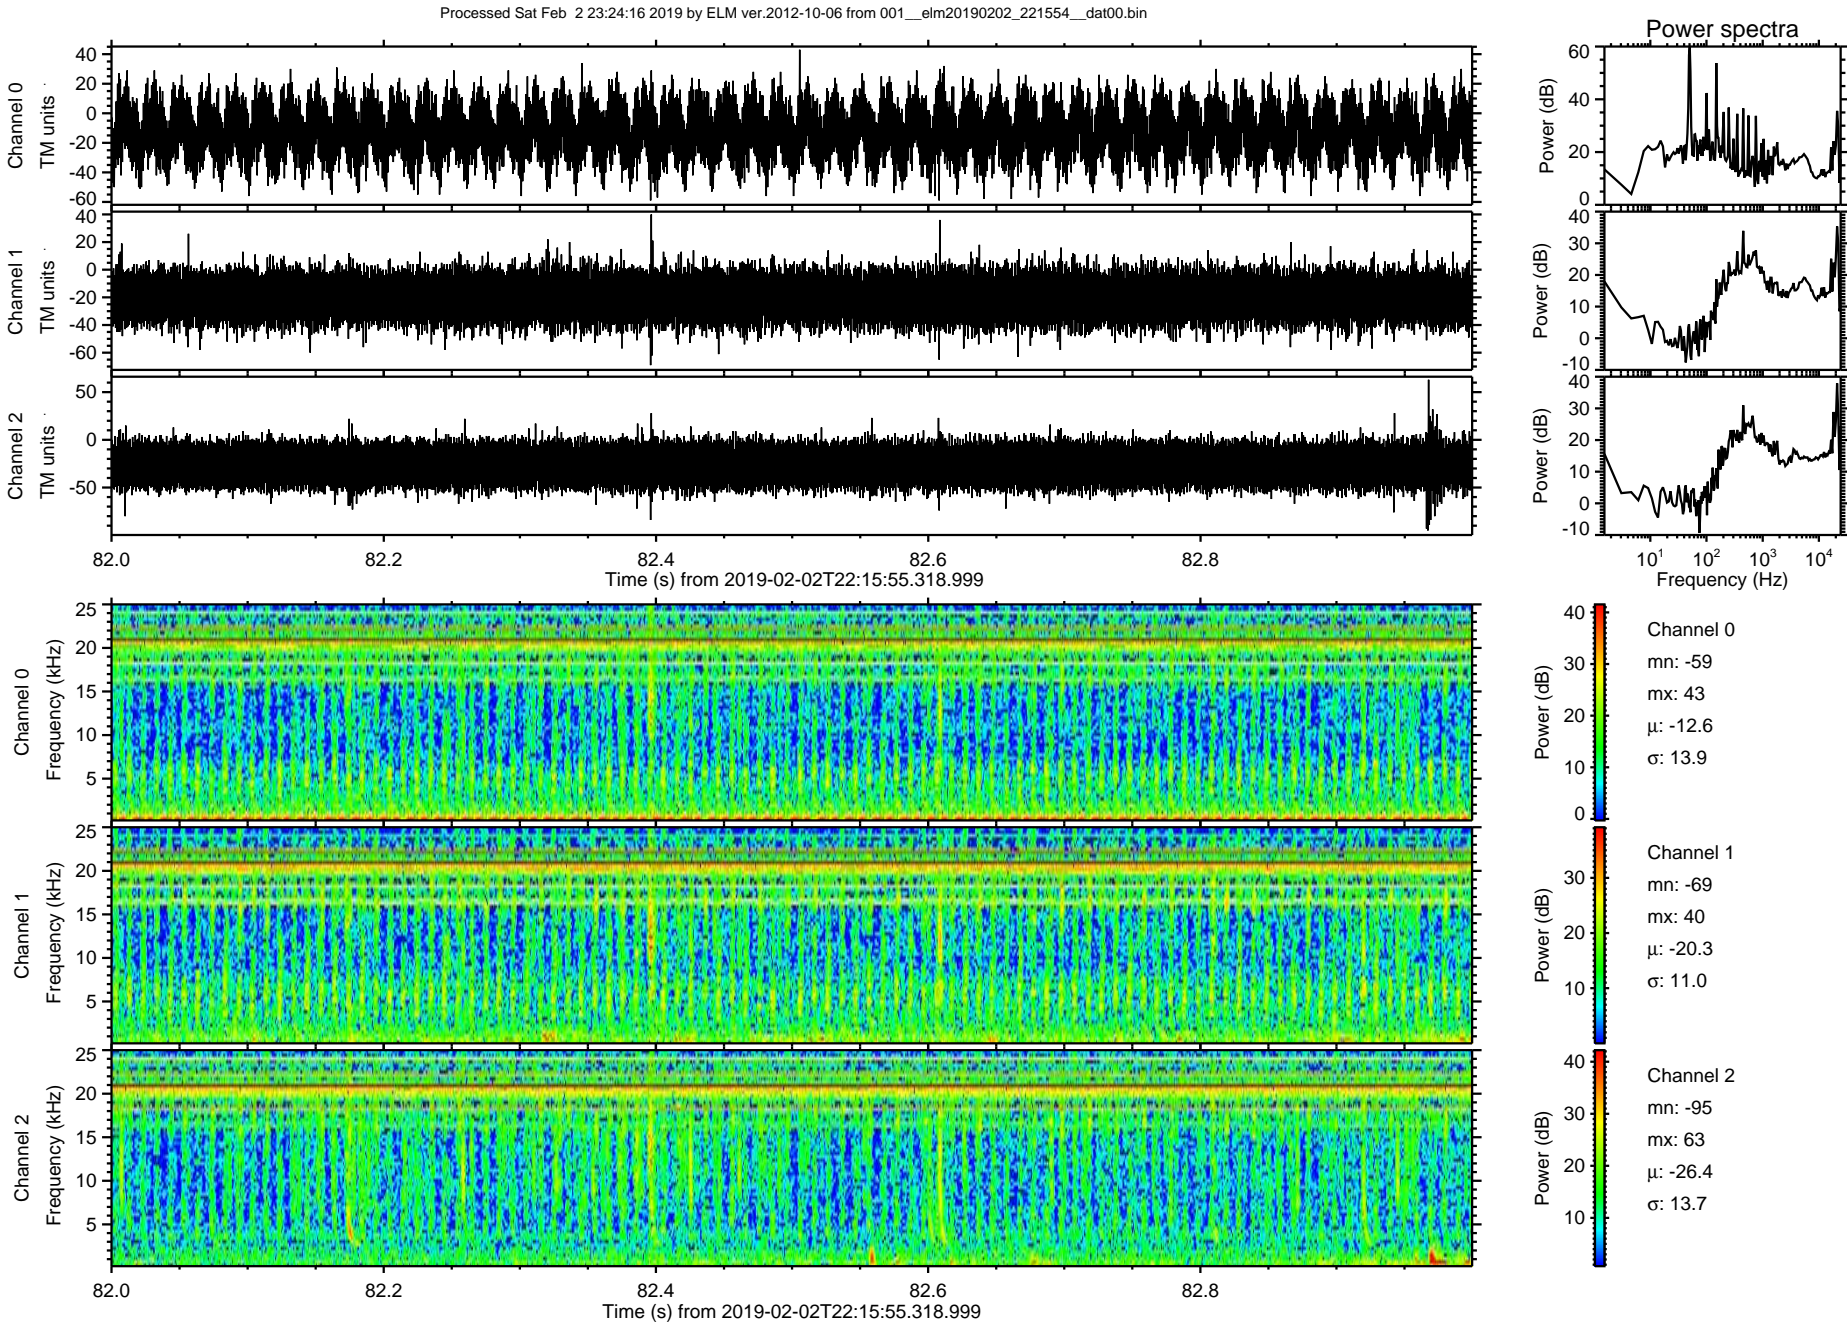 Processed Sat Feb  2 23:24:16 2019 by ELM ver.2012-10-06 from 001__elm20190202_221554__dat00.bin
Power spectra
Channel 0
TM units
40
20
0
-20
-40
-60
Power (dB)
60
40
20
0
Channel 1
TM units
40
20
0
-20
-40
-60
Power (dB)
40
30
20
10
0
-10
Channel 2
TM units
50
0
-50
Power (dB)
40
30
20
10
0
-10
82.0 82.2 82.4 82.6 82.8
Time (s) from 2019-02-02T22:15:55.318.999
10^1 10^2 10^3 10^4
Frequency (Hz)
Channel 0
Frequency (kHz)
25
20
15
10
5
Power (dB)
40
30
20
10
0
Channel 0
mn: -59
mx: 43
μ: -12.6
σ: 13.9
Channel 1
Frequency (kHz)
25
20
15
10
5
Power (dB)
30
20
10
Channel 1
mn: -69
mx: 40
μ: -20.3
σ: 11.0
Channel 2
Frequency (kHz)
25
20
15
10
5
Power (dB)
40
30
20
10
Channel 2
mn: -95
mx: 63
μ: -26.4
σ: 13.7
82.0 82.2 82.4 82.6 82.8
Time (s) from 2019-02-02T22:15:55.318.999